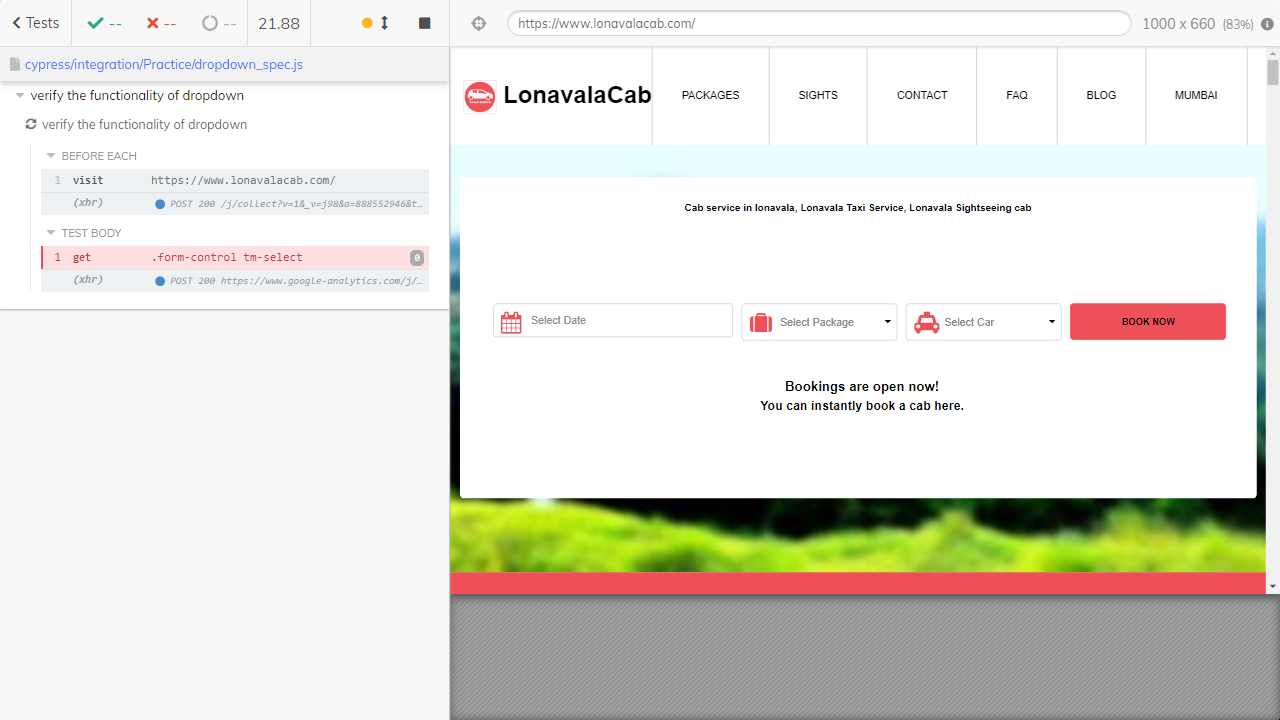 Tests
--
--
--
21.88
https://www.lonavalacab.com/
1000 x 660 (83%)
cypress/integration/Practice/dropdown_spec.js
verify the functionality of dropdown
verify the functionality of dropdown
BEFORE EACH
1 visit https://www.lonavalacab.com/
(xhr) POST 200 /j/collect?v=1&_v=j98&a=888552946&t…
TEST BODY
1 get .form-control tm-select 0
(xhr) POST 200 https://www.google-analytics.com/j/…
LonavalaCab
PACKAGES
SIGHTS
CONTACT
FAQ
BLOG
MUMBAI
Cab service in lonavala, Lonavala Taxi Service, Lonavala Sightseeing cab
Select Date
Select Package
Select Car
BOOK NOW
Bookings are open now!
You can instantly book a cab here.